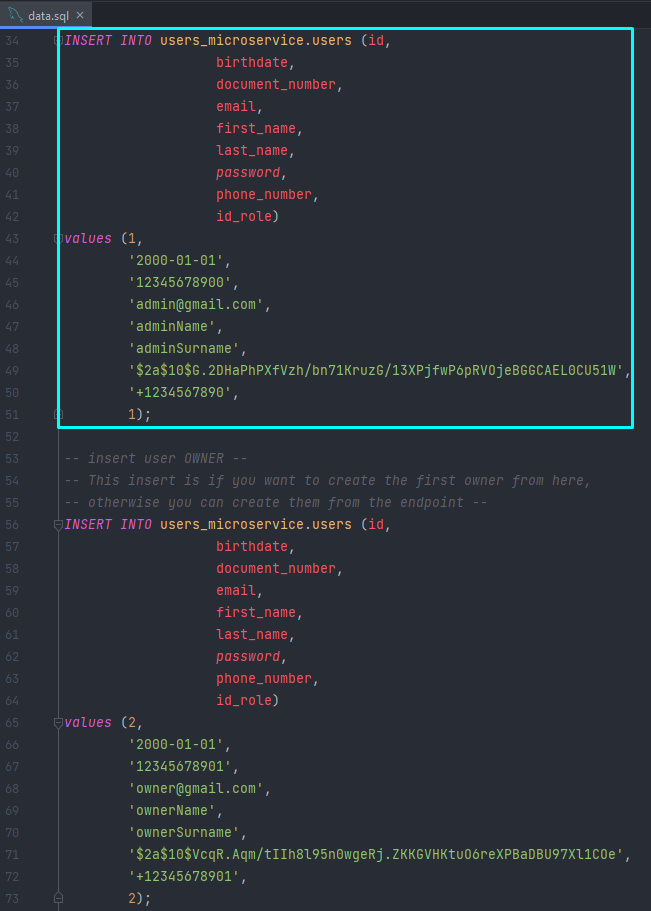 data.sql
34 INSERT INTO users_microservice.users (id,
35 birthdate,
36 document_number,
37 email,
38 first_name,
39 last_name,
40 password,
41 phone_number,
42 id_role)
43 values (1,
44 '2000-01-01',
45 '12345678900',
46 'admin@gmail.com',
47 'adminName',
48 'adminSurname',
49 '$2a$10$G.2DHaPhPXfVzh/bn71KruzG/13XPjfwP6pRVOjeBGGCAEL0CU51W',
50 '+1234567890',
51 1);
52
53 -- insert user OWNER --
54 -- This insert is if you want to create the first owner from here,
55 -- otherwise you can create them from the endpoint --
56 INSERT INTO users_microservice.users (id,
57 birthdate,
58 document_number,
59 email,
60 first_name,
61 last_name,
62 password,
63 phone_number,
64 id_role)
65 values (2,
66 '2000-01-01',
67 '12345678901',
68 'owner@gmail.com',
69 'ownerName',
70 'ownerSurname',
71 '$2a$10$VcqR.Aqm/tIIh8l95n0wgeRj.ZKKGVHKtuO6reXPBaDBU97Xl1COe',
72 '+12345678901',
73 2);